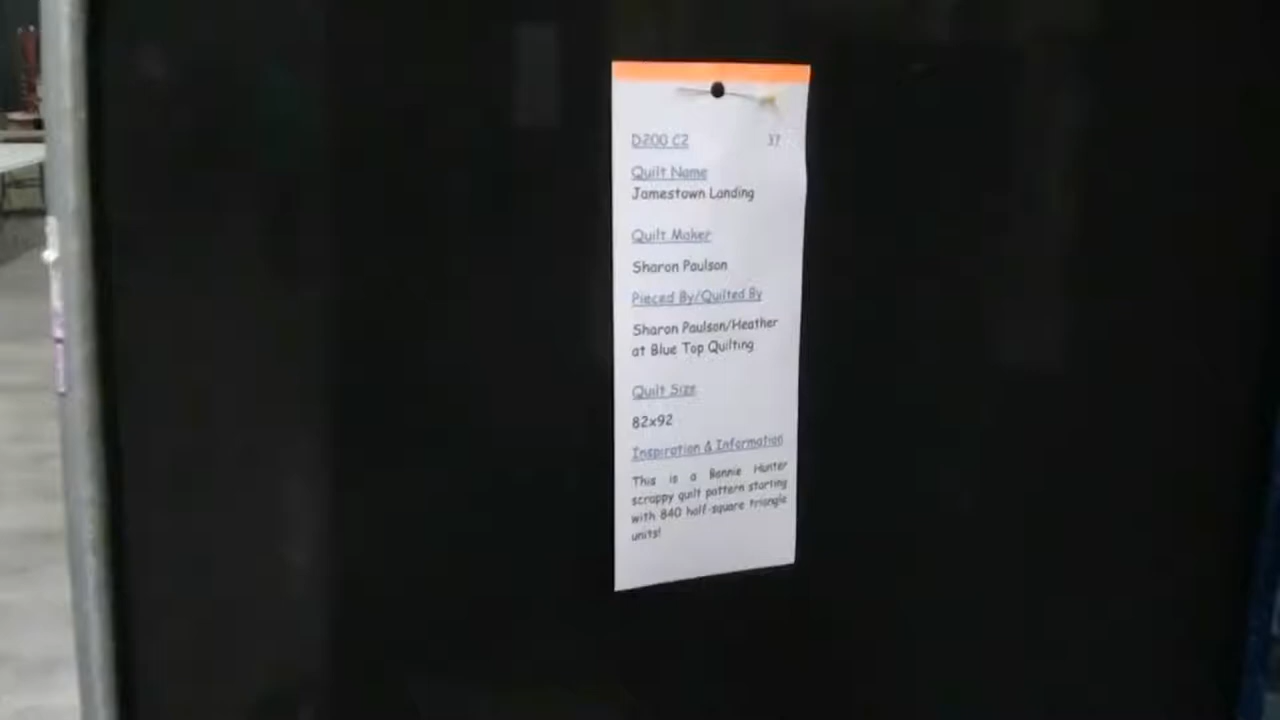 D200 C2 37
Quilt Name
Jamestown Landing
Quilt Maker
Sharon Paulson
Pieced By/Quilted By
Sharon Paulson/Heather
at Blue Top Quilting
Quilt Size
82x92
Inspiration & Information
This is a Bonnie Hunter
scrappy quilt pattern starting
with 840 half-square triangle
units!